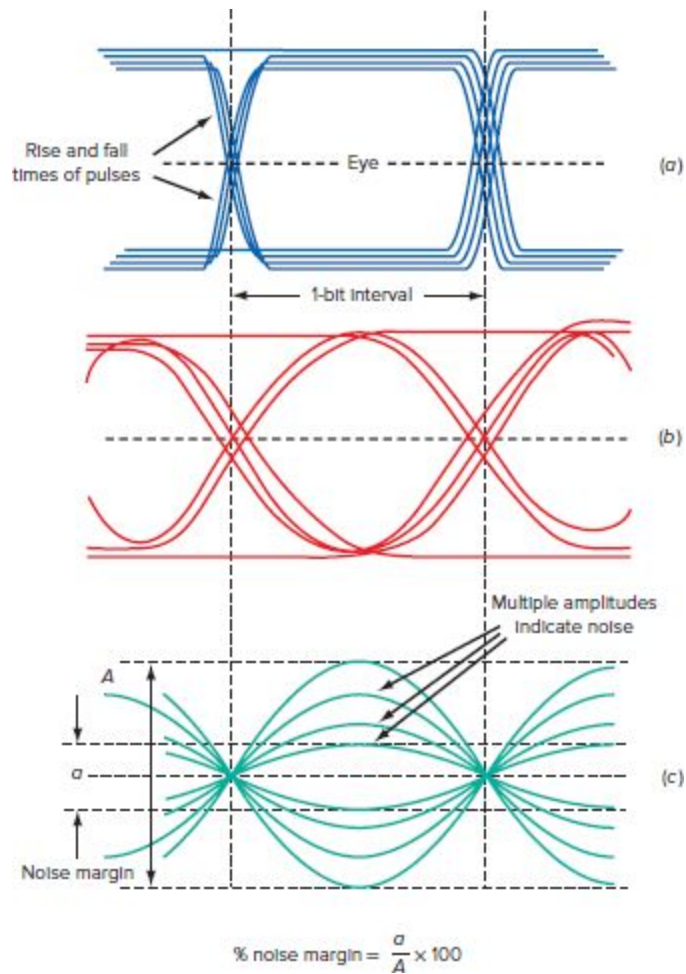 Rise and fall
times of pulses
Eye
(a)
1-bit interval
(b)
Multiple amplitudes
indicate noise
A
a
(c)
Noise margin
% noise margin = a/A × 100